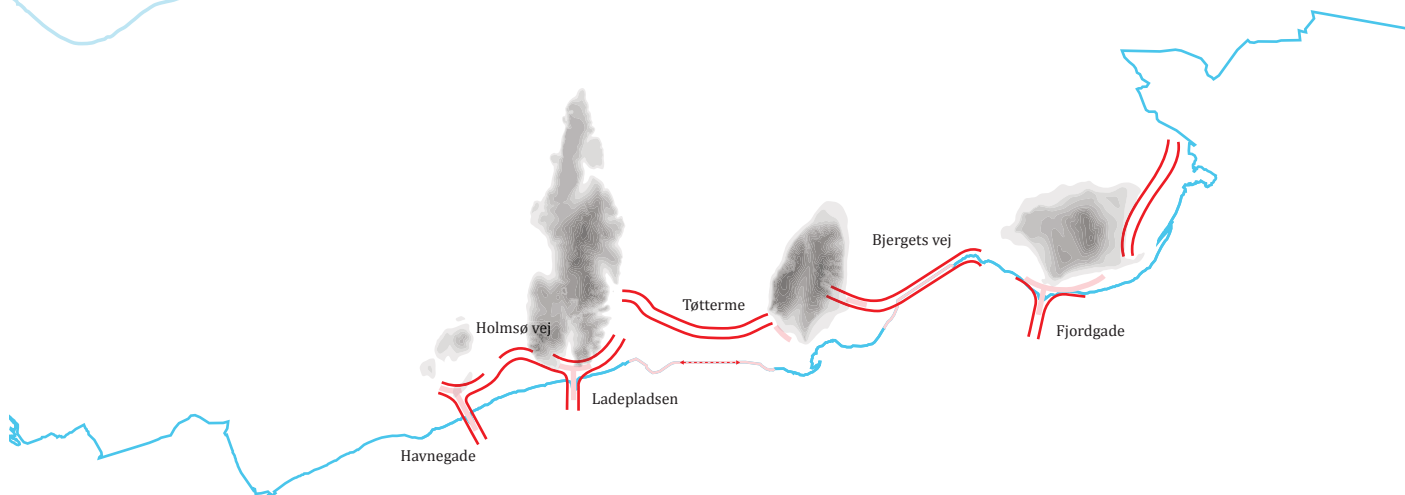 Bjergets vej
Tøtterme
Holmsø vej
Fjordgade
Ladepladsen
Havnegade